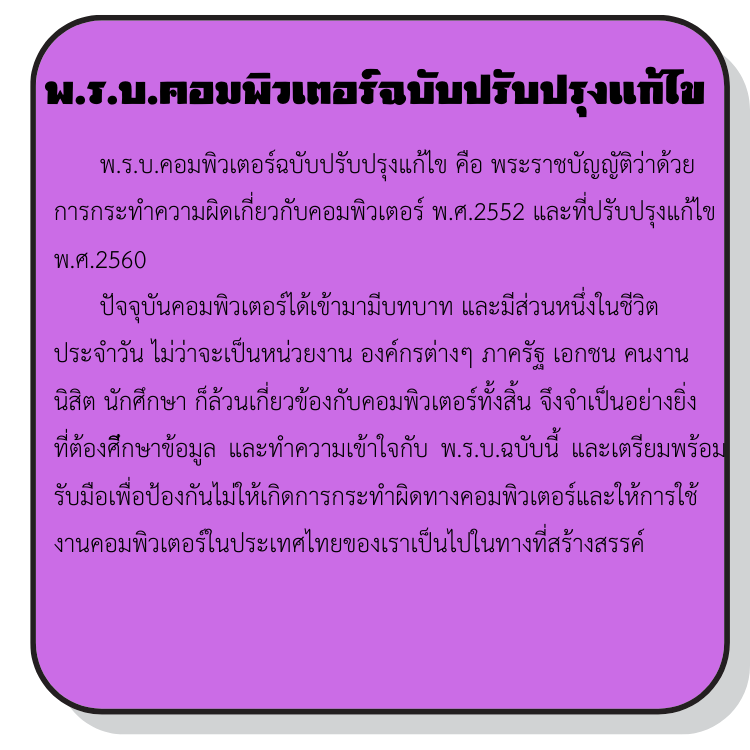 พ.ร.บ.คอมพิวเตอร์ฉบับปรับปรุงแก้ไข
พ.ร.บ.คอมพิวเตอร์ฉบับปรับปรุงแก้ไข คือ พระราชบัญญัติว่าด้วย
การกระทำความผิดเกี่ยวกับคอมพิวเตอร์ พ.ศ.2552 และที่ปรับปรุงแก้ไข
พ.ศ.2560
ปัจจุบันคอมพิวเตอร์ได้เข้ามามีบทบาท และมีส่วนหนึ่งในชีวิต
ประจำวัน ไม่ว่าจะเป็นหน่วยงาน องค์กรต่างๆ ภาครัฐ เอกชน คนงาน
นิสิต นักศึกษา ก็ล้วนเกี่ยวข้องกับคอมพิวเตอร์ทั้งสิ้น จึงจำเป็นอย่างยิ่ง
ที่ต้องศึกษาข้อมูล และทำความเข้าใจกับ พ.ร.บ.ฉบับนี้ และเตรียมพร้อม
รับมือเพื่อป้องกันไม่ให้เกิดการกระทำผิดทางคอมพิวเตอร์และให้การใช้
งานคอมพิวเตอร์ในประเทศไทยของเราเป็นไปในทางที่สร้างสรรค์